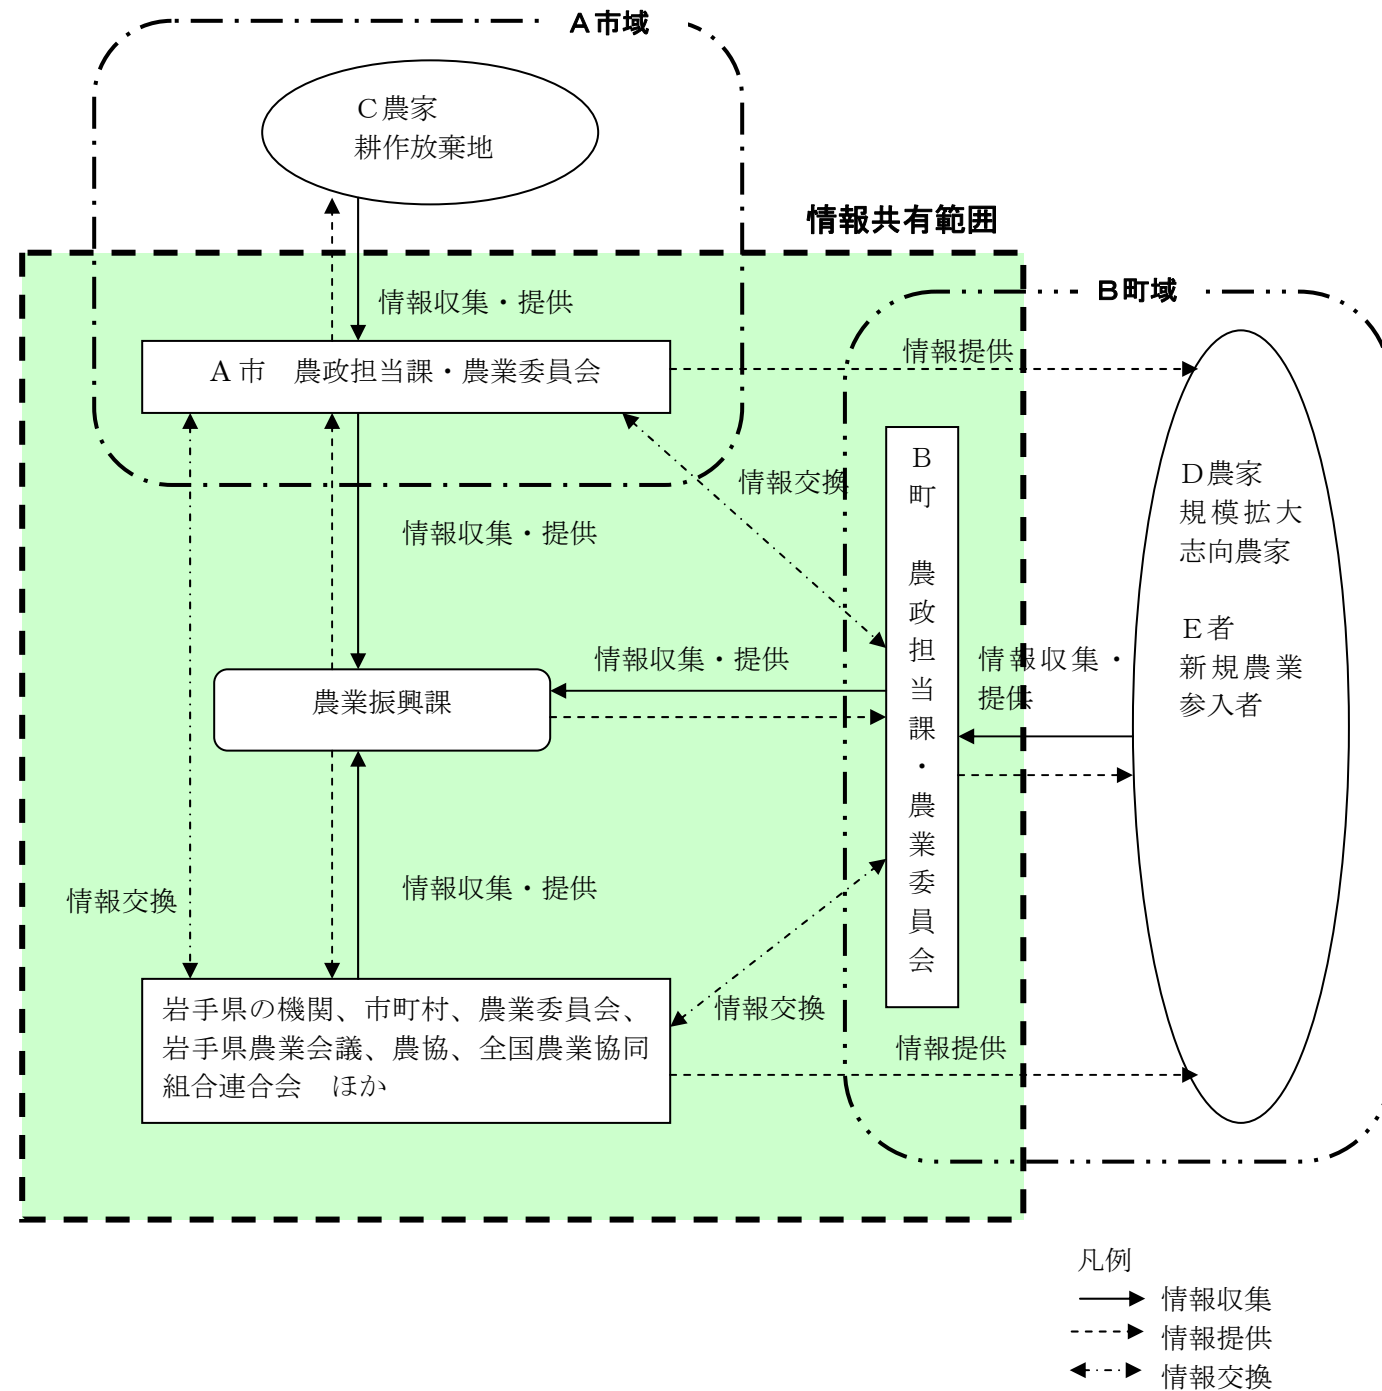 A市域
C農家
耕作放棄地
情報共有範囲
情報収集・提供
B町域
A市　農政担当課・農業委員会
情報提供
情報交換
B町　農政担当課・農業委員会
D農家
規模拡大
志向農家
E者
新規農業
参入者
情報収集・提供
情報収集・提供
情報収集・
提供
農業振興課
情報収集・提供
情報交換
岩手県の機関、市町村、農業委員会、
岩手県農業会議、農協、全国農業協同
組合連合会　ほか
情報交換
情報提供
凡例
情報収集
情報提供
情報交換